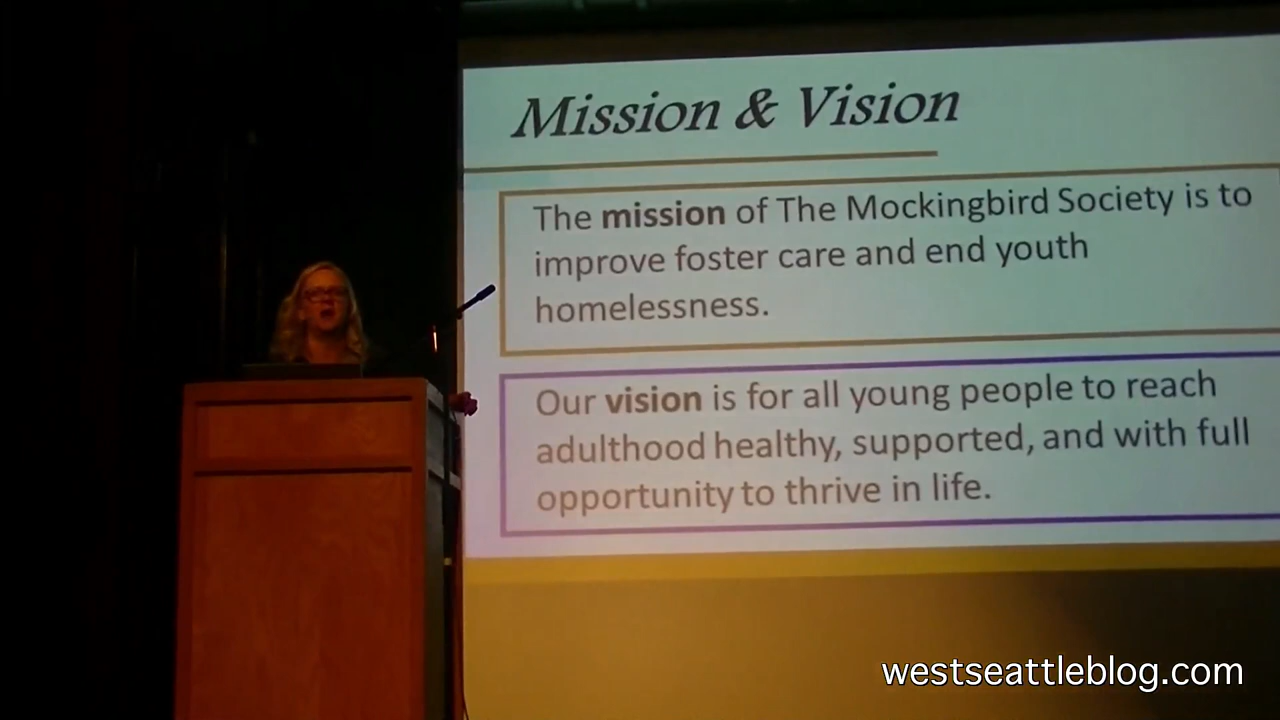 Mission & Vision
The mission of The Mockingbird Society is to
improve foster care and end youth
homelessness.
Our vision is for all young people to reach
adulthood healthy, supported, and with full
opportunity to thrive in life.
westseattleblog.com